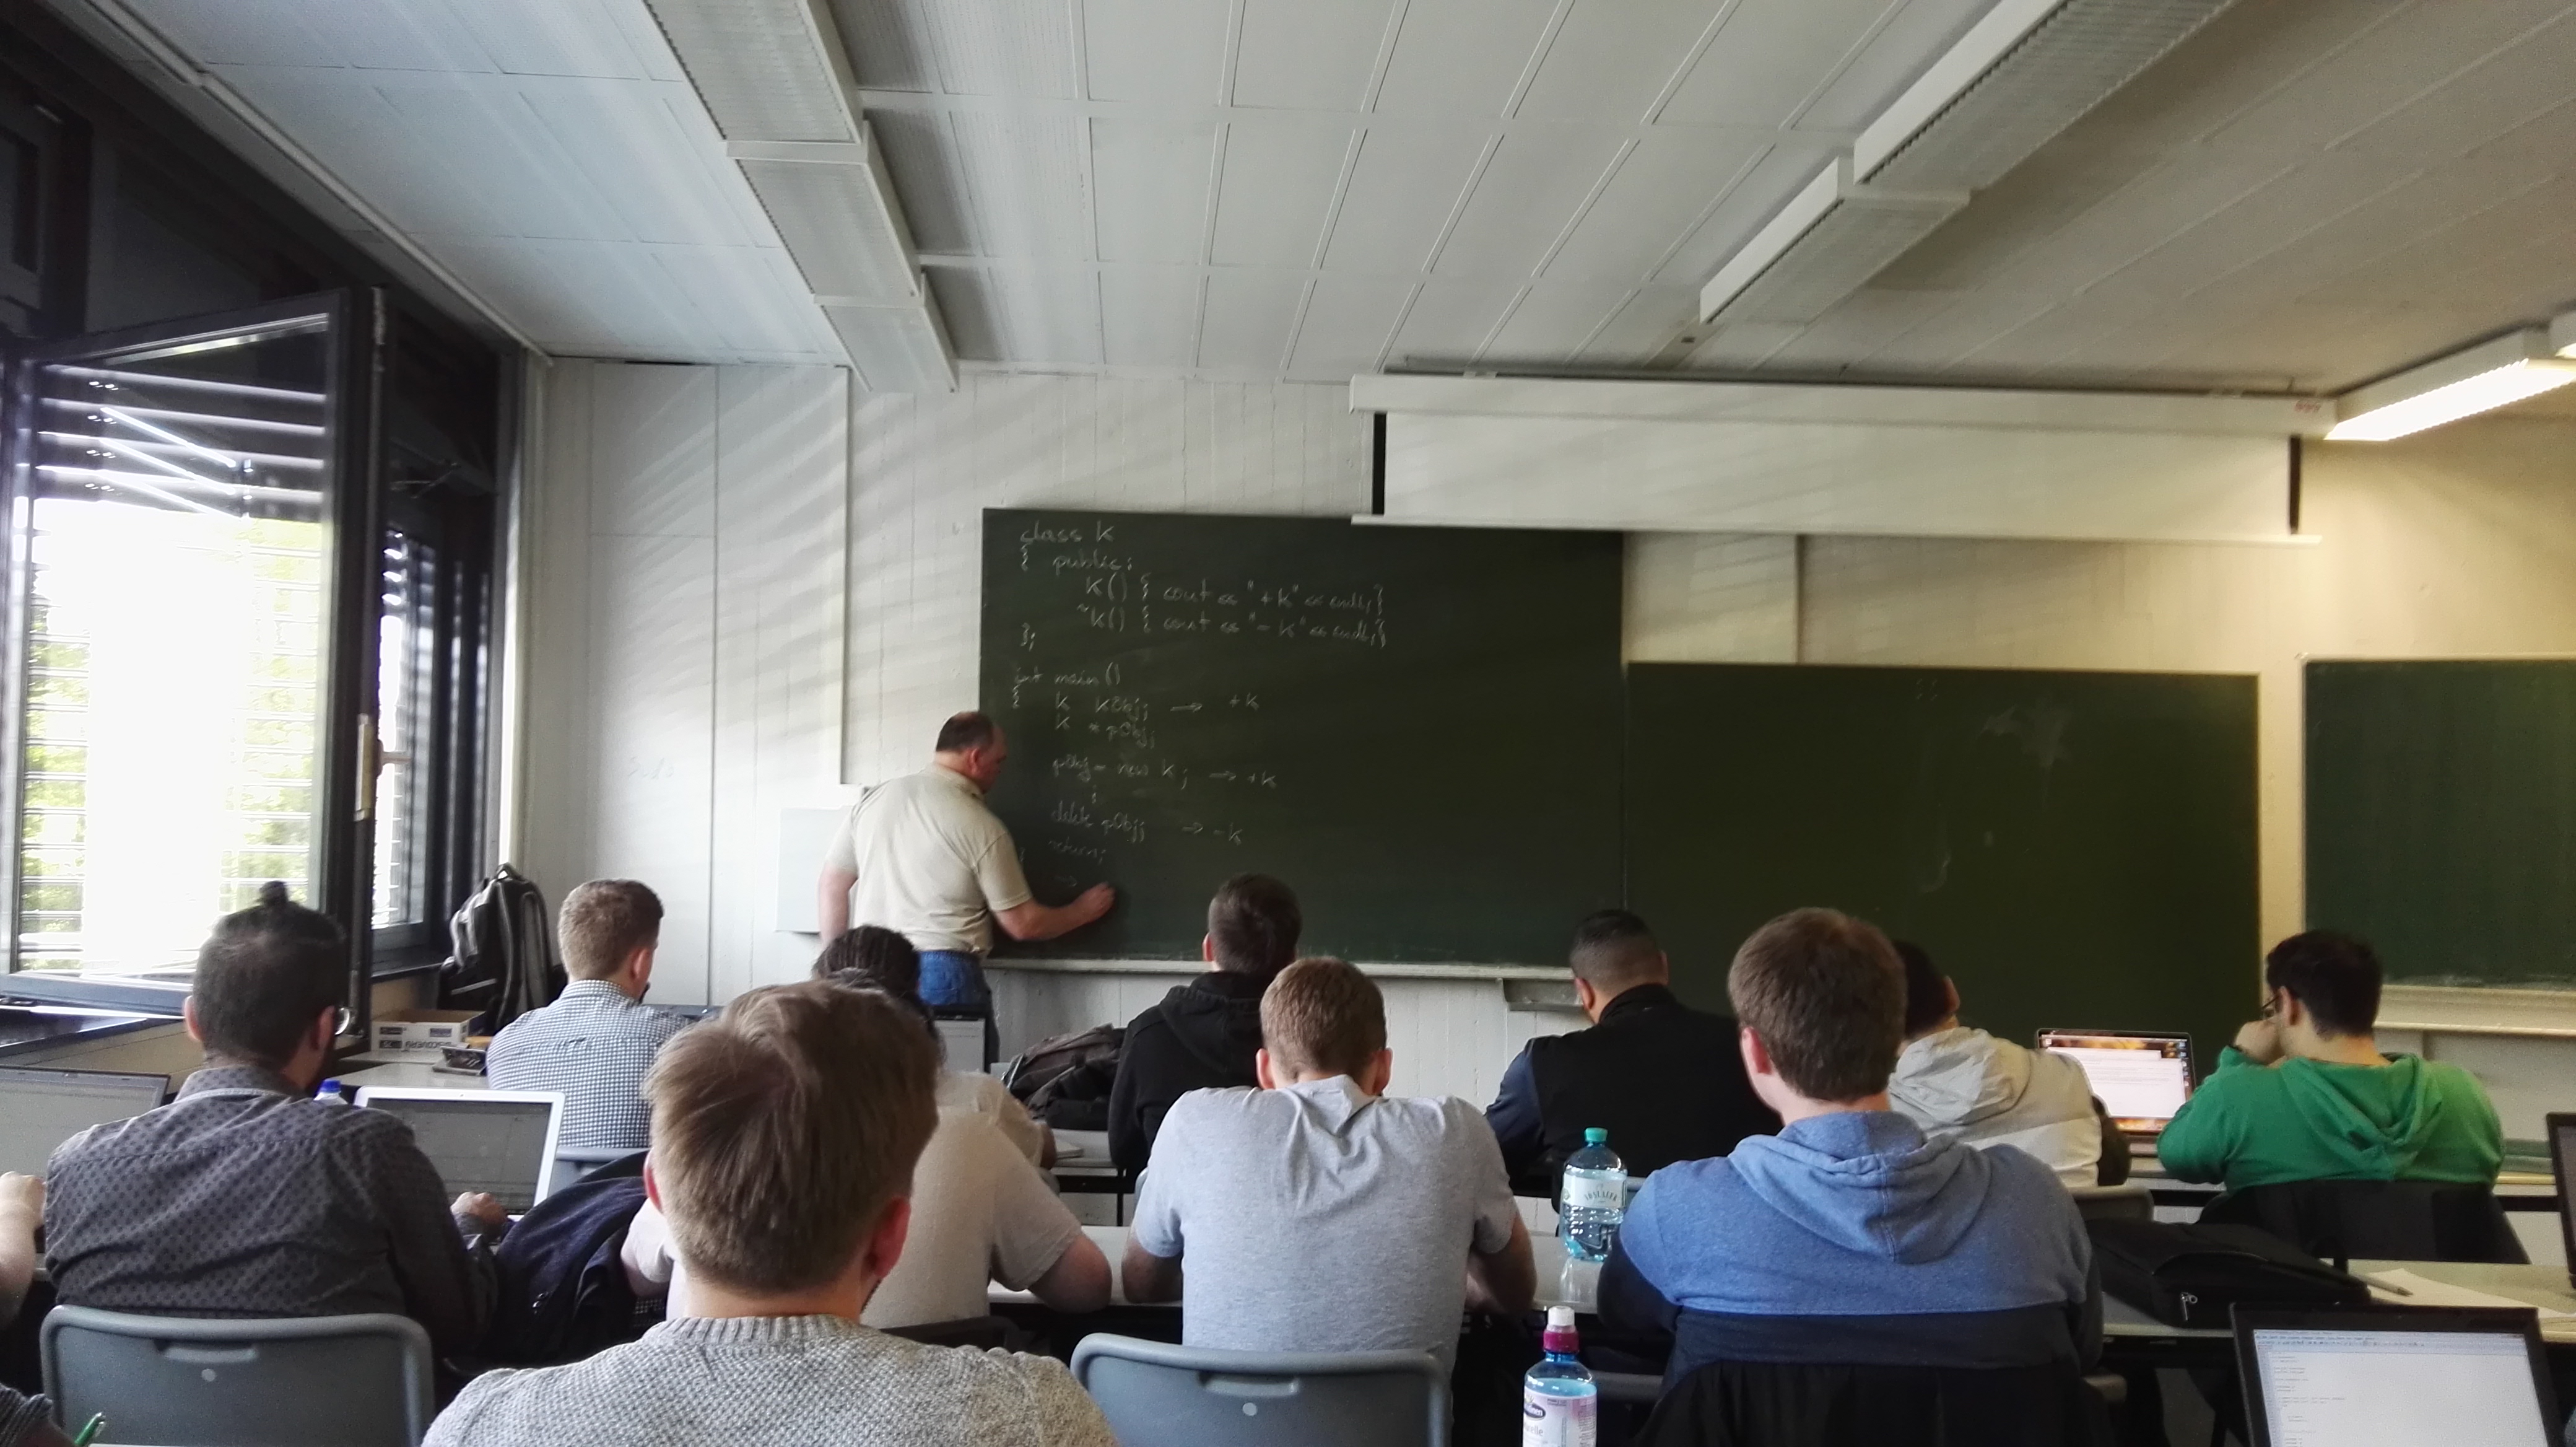 class K
{ public:
K() { cout << "+K" << endl; }
~K() { cout << "-K" << endl; }
};
int main()
{
K kObj; → +K
K *pObj;
pObj = new K; → +K
:
delete pObj → -K
return;
}
→